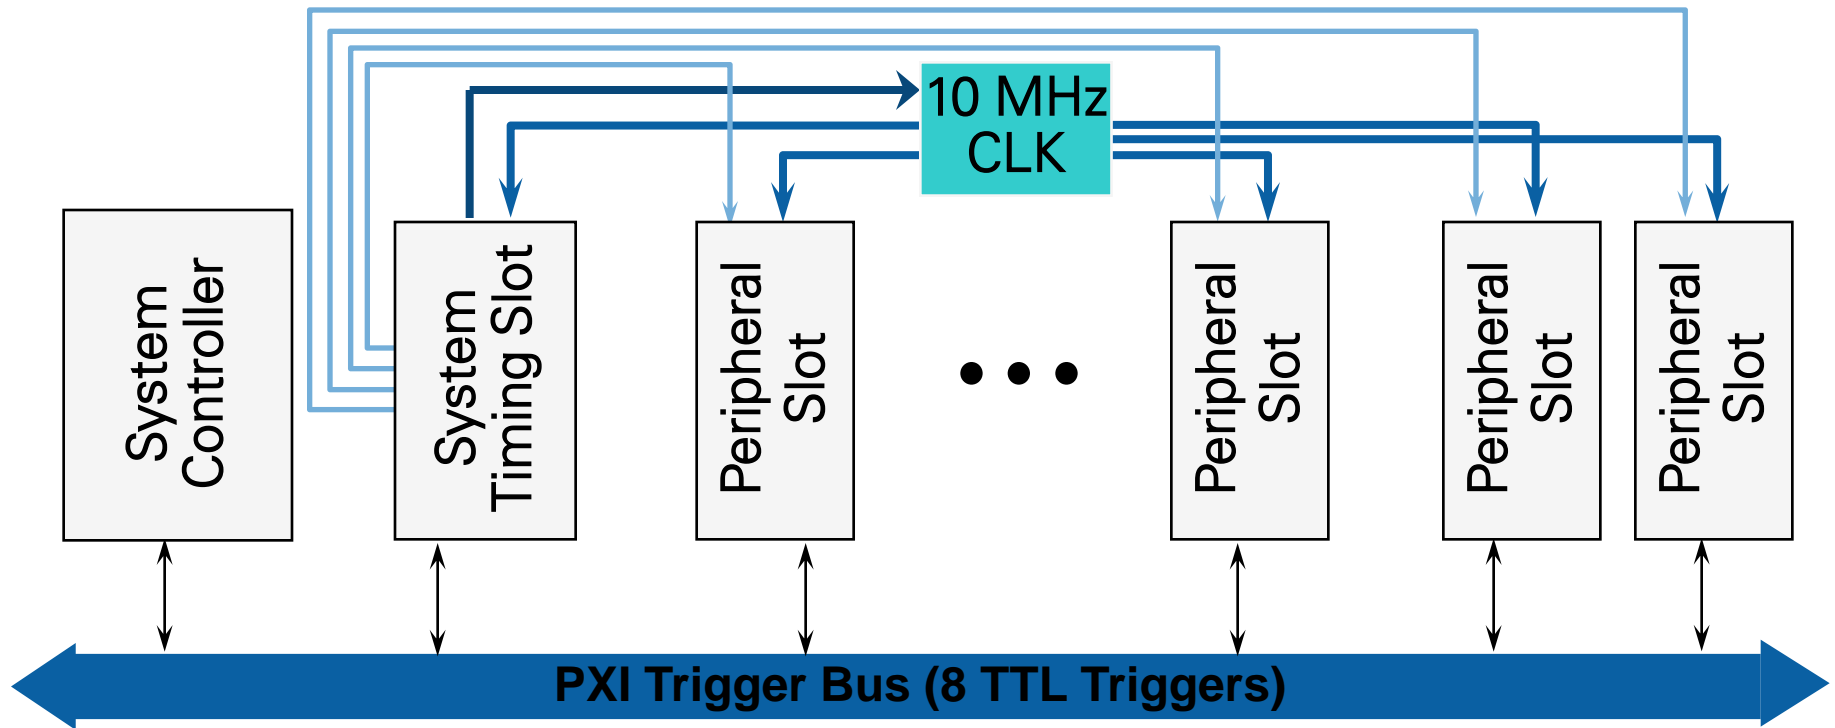 10 MHz
CLK
System
Controller
System
Timing Slot
Peripheral
Slot
Peripheral
Slot
Peripheral
Slot
Peripheral
Slot
PXI Trigger Bus (8 TTL Triggers)